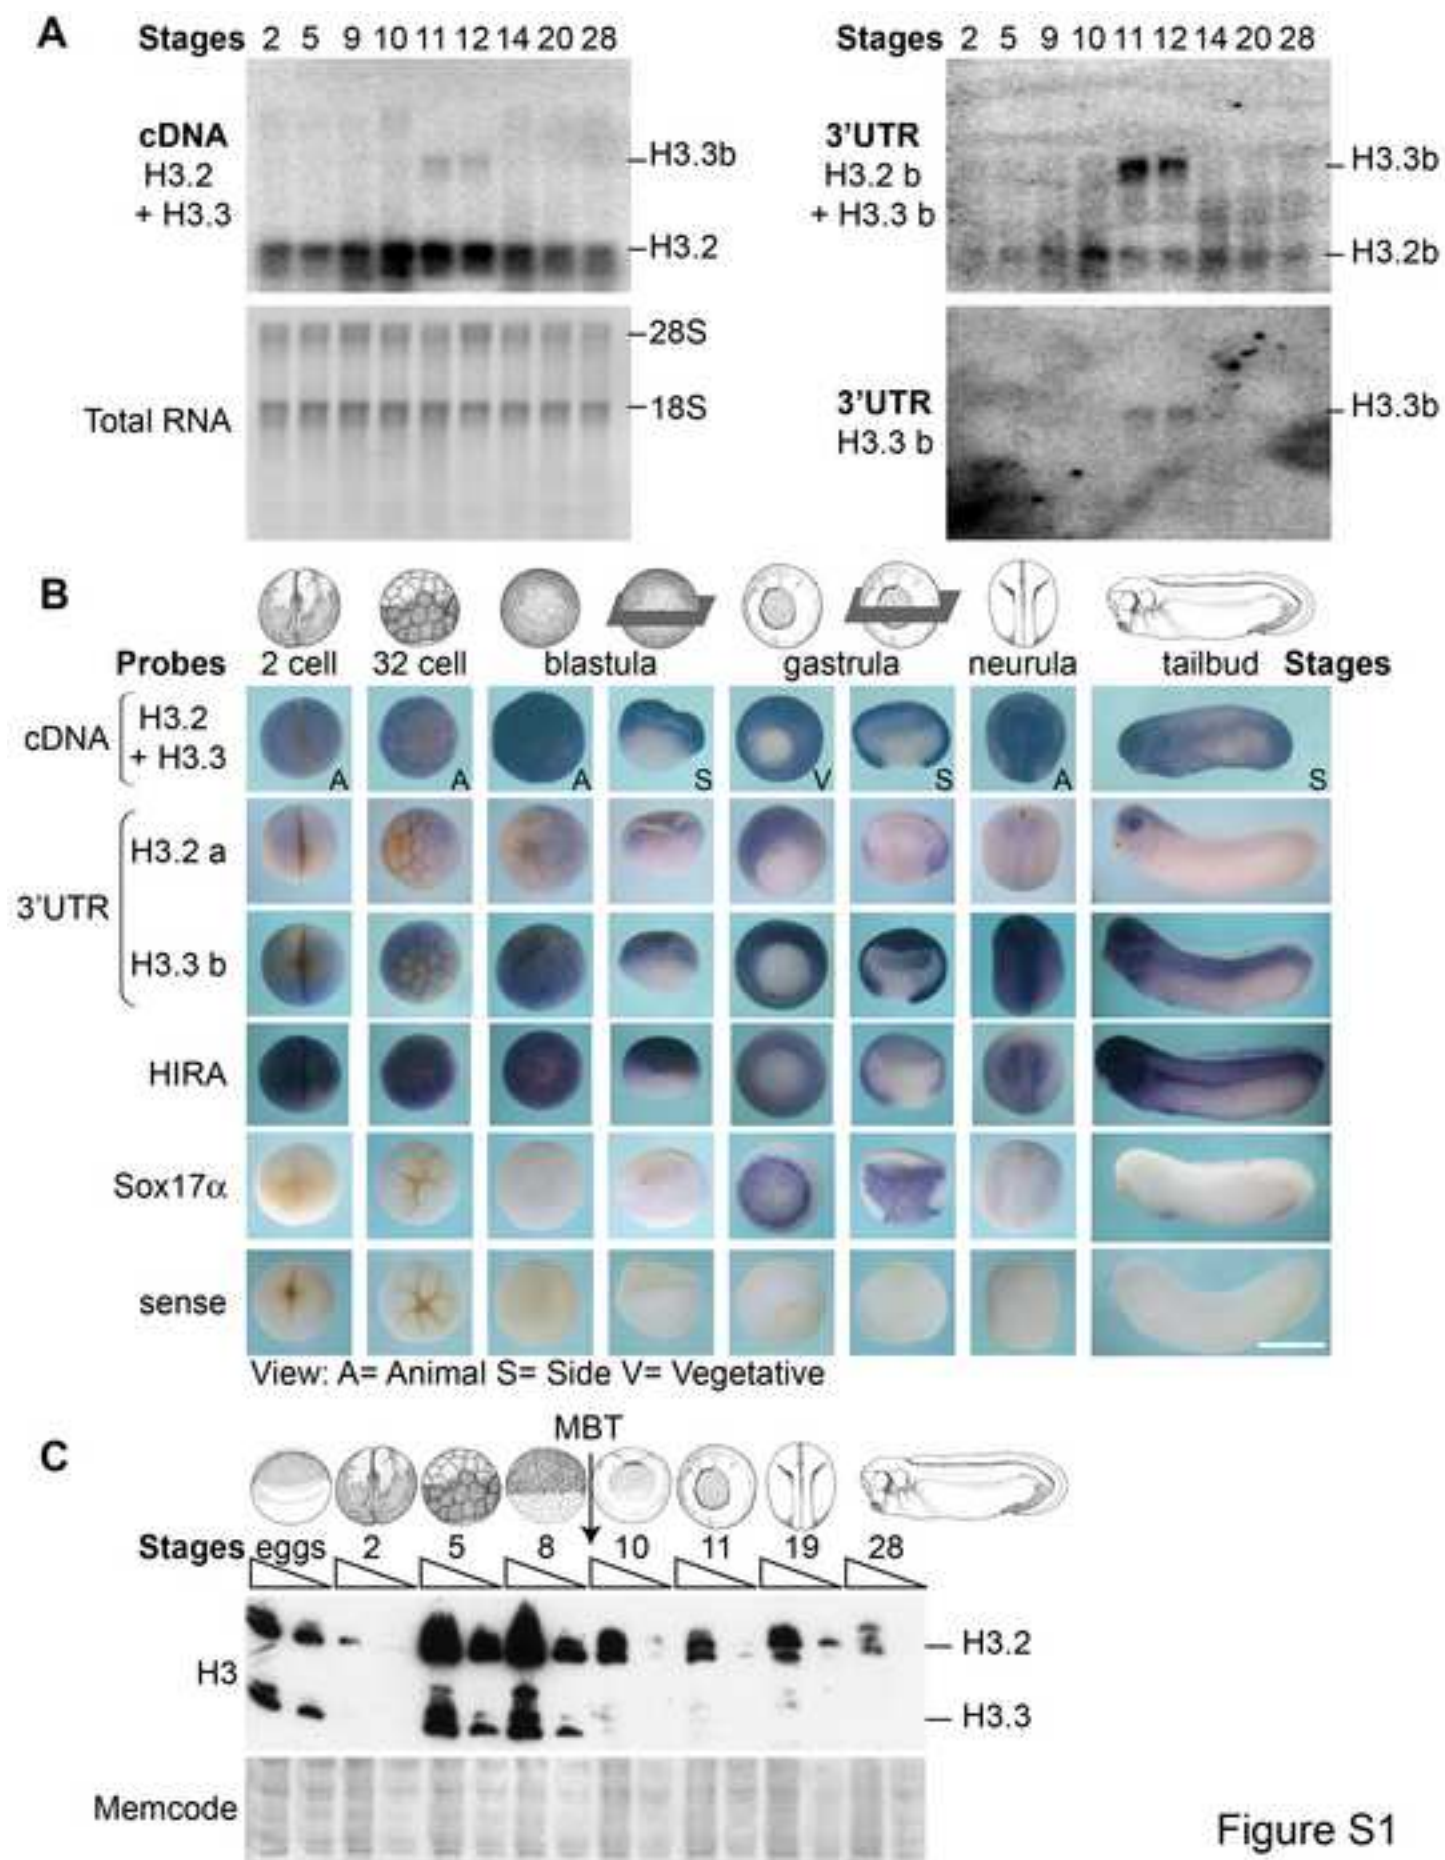 A
Stages 2 5 9 10 11 12 14 20 28
cDNA
H3.2
+ H3.3
H3.3b
H3.2
Total RNA
28S
18S
Stages 2 5 9 10 11 12 14 20 28
3'UTR
H3.2 b
+ H3.3 b
H3.3b
H3.2b
3'UTR
H3.3 b
H3.3b
B
Probes 2 cell 32 cell blastula gastrula neurula tailbud Stages
cDNA
H3.2
+ H3.3
A A A S V S A S
3'UTR
H3.2 a
H3.3 b
HIRA
Sox17α
sense
View: A= Animal S= Side V= Vegetative
C
MBT
Stages eggs 2 5 8 10 11 19 28
H3
H3.2
H3.3
Memcode
Figure S1